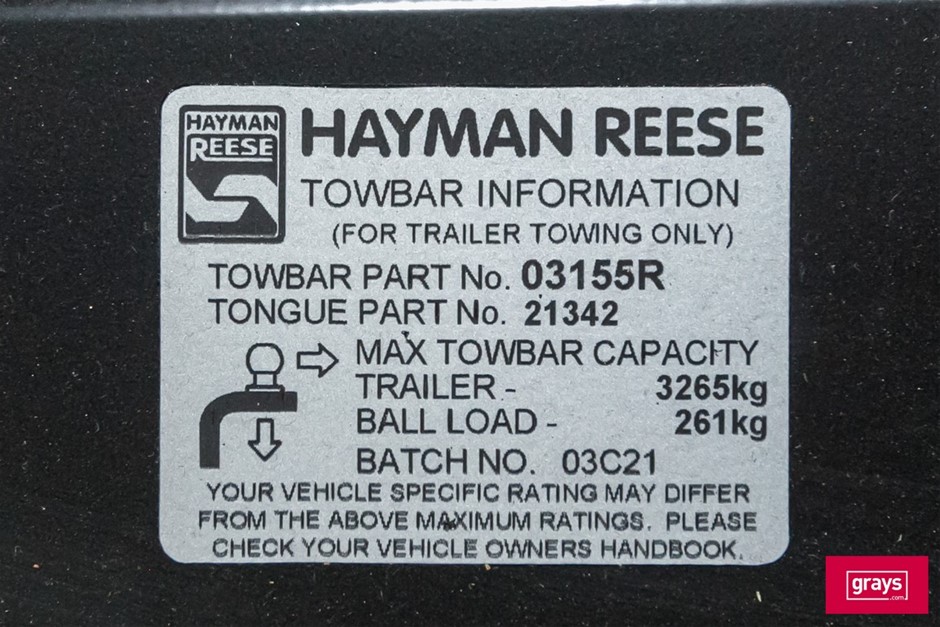 HAYMAN
REESE
HAYMAN REESE
TOWBAR INFORMATION
(FOR TRAILER TOWING ONLY)
TOWBAR PART No. 03155R
TONGUE PART No. 21342
MAX TOWBAR CAPACITY
TRAILER - 3265kg
BALL LOAD - 261kg
BATCH NO. 03C21
YOUR VEHICLE SPECIFIC RATING MAY DIFFER
FROM THE ABOVE MAXIMUM RATINGS. PLEASE
CHECK YOUR VEHICLE OWNERS HANDBOOK.
grays
.com